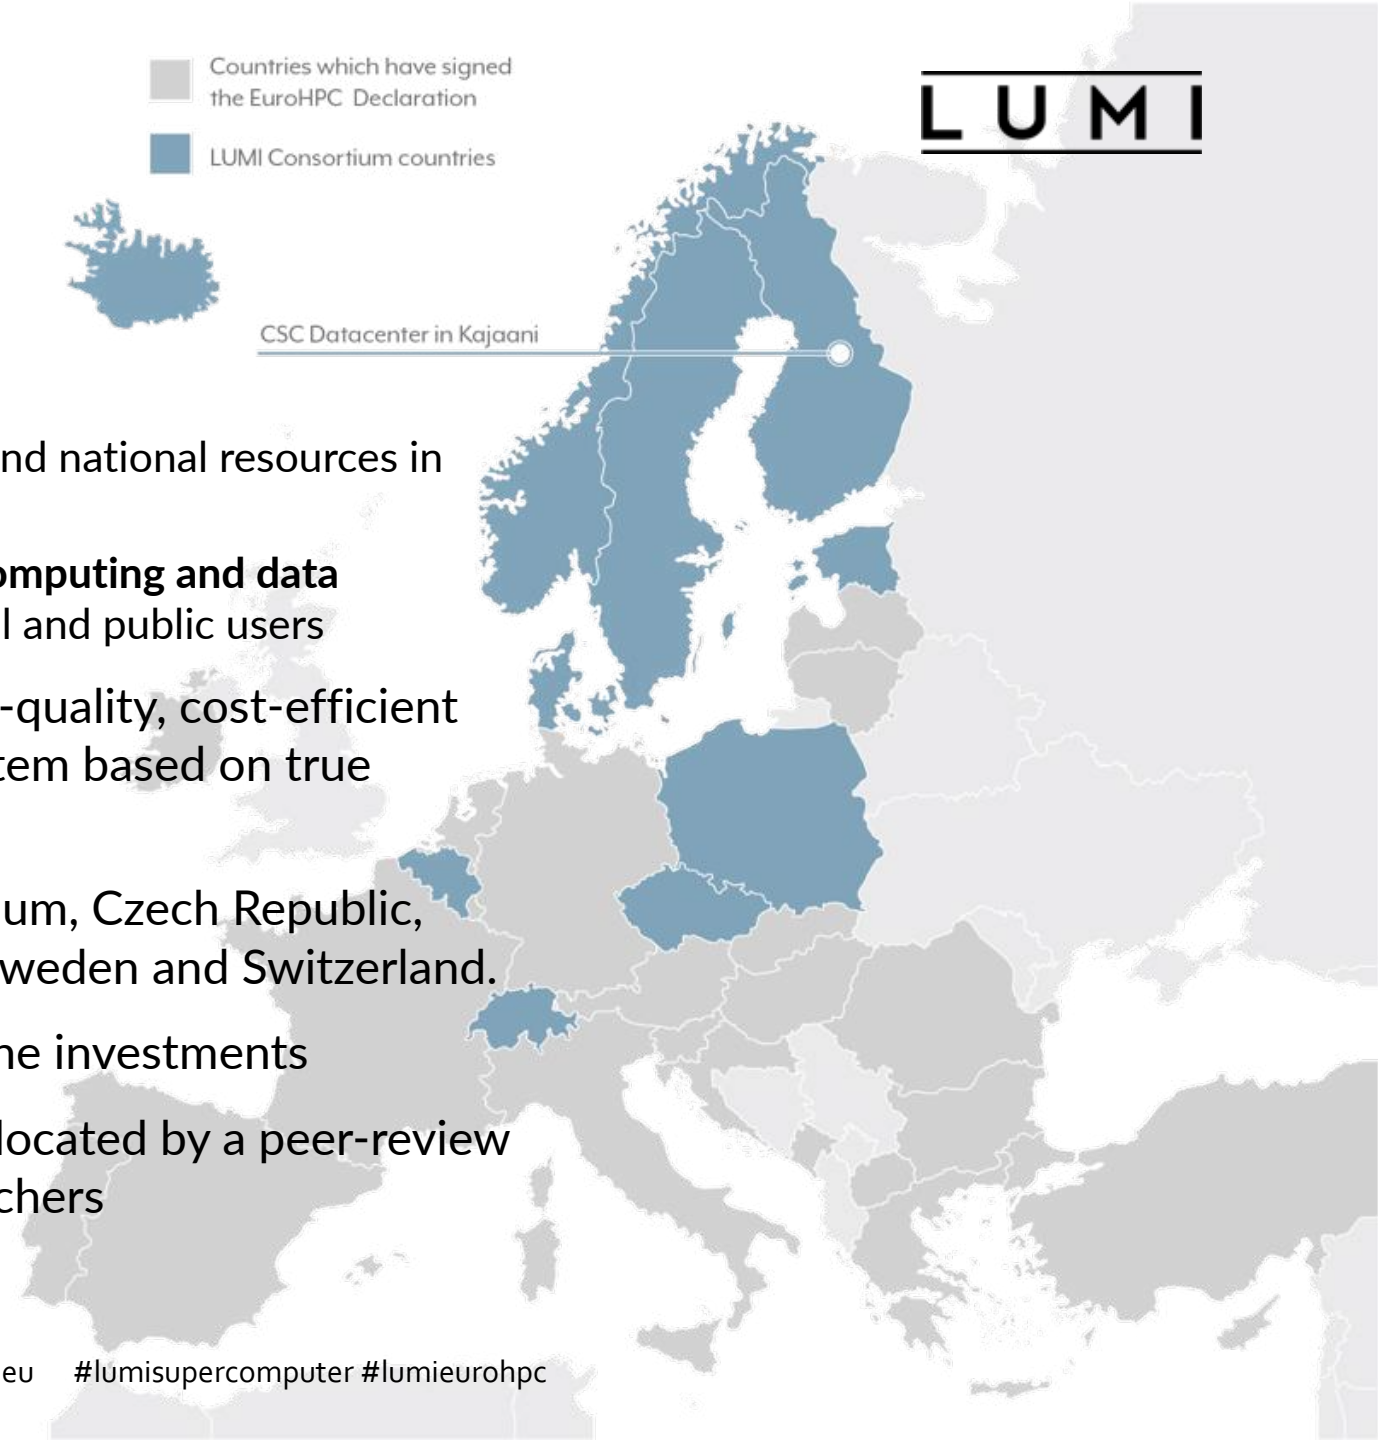 Countries which have signed
the EuroHPC Declaration
LUMI Consortium countries
LUMI
CSC Datacenter in Kajaani
nd national resources in
omputing and data
l and public users
-quality, cost-efficient
tem based on true
um, Czech Republic,
weden and Switzerland.
ne investments
located by a peer-review
chers
eu #lumisupercomputer #lumieurohpc